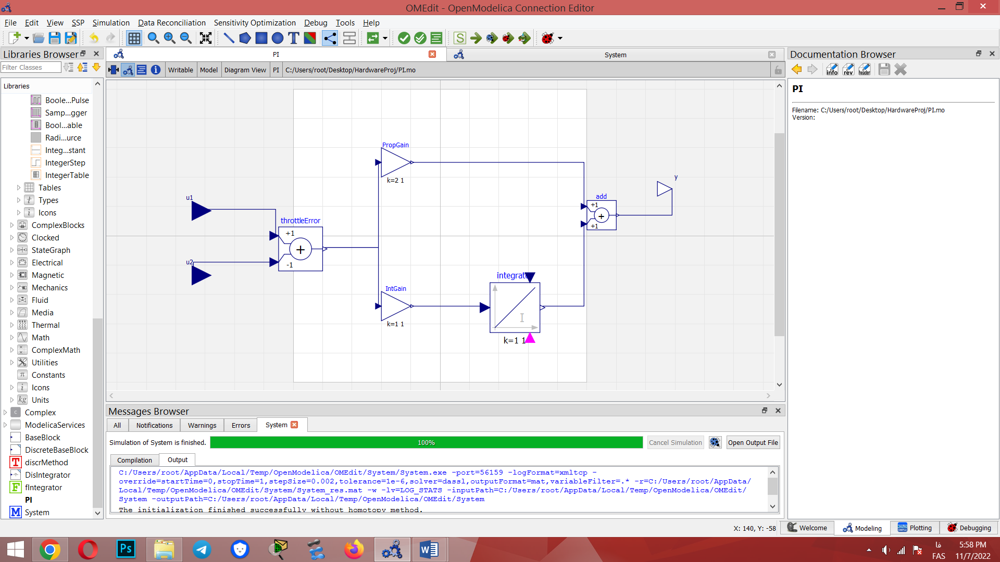 OMEdit - OpenModelica Connection Editor
File Edit View SSP Simulation Data Reconciliation Sensitivity Optimization Debug Tools Help
Libraries Browser
Filter Classes
Libraries
Boole...Pulse
Samp...gger
Bool...able
Radi...urce
Integ...stant
IntegerStep
IntegerTable
Tables
Types
Icons
ComplexBlocks
Clocked
StateGraph
Electrical
Magnetic
Mechanics
Fluid
Media
Thermal
Math
ComplexMath
Utilities
Constants
Icons
Units
Complex
ModelicaServices
BaseBlock
DiscreteBaseBlock
discrMethod
DisIntegrator
fIntegrator
PI
System
PI
System
Writable Model Diagram View PI C:/Users/root/Desktop/HardwareProj/PI.mo
PropGain
k=2 1
u1
throttleError
+1
+
-1
u2
IntGain
k=1 1
integrat
I
k=1 1
add
+1
+
+1
y
Documentation Browser
info rev header
PI
Filename: C:/Users/root/Desktop/HardwareProj/PI.mo
Version:
Messages Browser
All Notifications Warnings Errors System
Simulation of System is finished. 100% Cancel Simulation Open Output File
Compilation Output
C:/Users/root/AppData/Local/Temp/OpenModelica/OMEdit/System/System.exe -port=56159 -logFormat=xmltcp -
override=startTime=0,stopTime=1,stepSize=0.002,tolerance=1e-6,solver=dassl,outputFormat=mat,variableFilter=.* -r=C:/Users/root/AppData/
Local/Temp/OpenModelica/OMEdit/System/System_res.mat -w -lv=LOG_STATS -inputPath=C:/Users/root/AppData/Local/Temp/OpenModelica/OMEdit/
System -outputPath=C:/Users/root/AppData/Local/Temp/OpenModelica/OMEdit/System
The initialization finished successfully without homotopy method.
X: 140, Y: -58 Welcome Modeling Plotting Debugging
Ps
فا
FAS
5:58 PM
11/7/2022